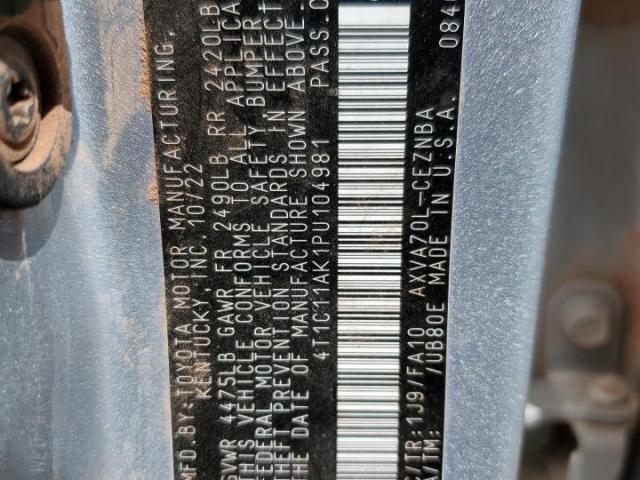 MFD.BY:TOYOTA MOTOR MANUFACTURING,
KENTUCKY INC 10/22
GVWR 4475LB GAWR FR 2490LB RR 2420LB
THIS VEHICLE CONFORMS TO ALL APPLICA
FEDERAL MOTOR VEHICLE SAFETY BUMPER
THEFT PREVENTION STANDARDS IN EFFECT
THE DATE OF MANUFACTURE SHOWN ABOVE.
4T1C11AK1PU104981 PASS.C
C/TR:1J9/FA10 AXVA70L-CEZNBA
A/TM: /UB80E MADE IN U.S.A. 084